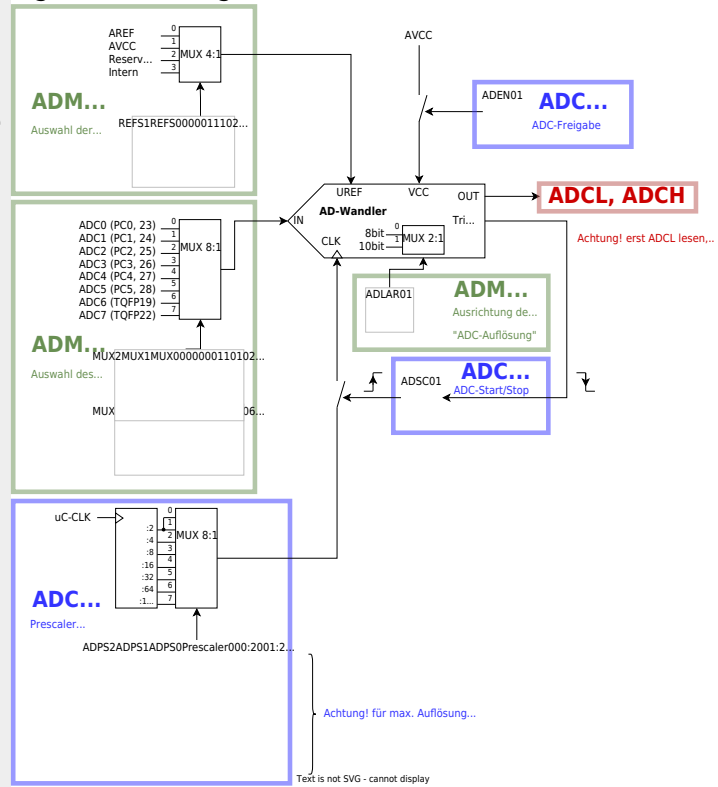 AREF
AVCC
Reserv...
Intern
0
1
2
3
MUX 4:1
ADM...
Auswahl der...
REFS1REFS0000011102...
AVCC
ADEN01
ADC...
ADC-Freigabe
UREF
VCC
OUT
IN
AD-Wandler
Tri...
CLK
8bit
10bit
0
1
MUX 2:1
ADCL, ADCH
Achtung! erst ADCL lesen,..
ADC0 (PC0, 23)
ADC1 (PC1, 24)
ADC2 (PC2, 25)
ADC3 (PC3, 26)
ADC4 (PC4, 27)
ADC5 (PC5, 28)
ADC6 (TQFP19)
ADC7 (TQFP22)
0
1
2
3
4
5
6
7
MUX 8:1
ADM...
Auswahl des...
MUX2MUX1MUX0000000110102...
MUX
06...
ADLAR01
ADM...
Ausrichtung de...
"ADC-Auflösung"
ADSC01
ADC...
ADC-Start/Stop
uC-CLK
:2
:4
:8
:16
:32
:64
:1...
0
1
2
3
4
5
6
7
MUX 8:1
ADC...
Prescaler...
ADPS2ADPS1ADPS0Prescaler000:2001:2...
Achtung! für max. Auflösung...
Text is not SVG - cannot display